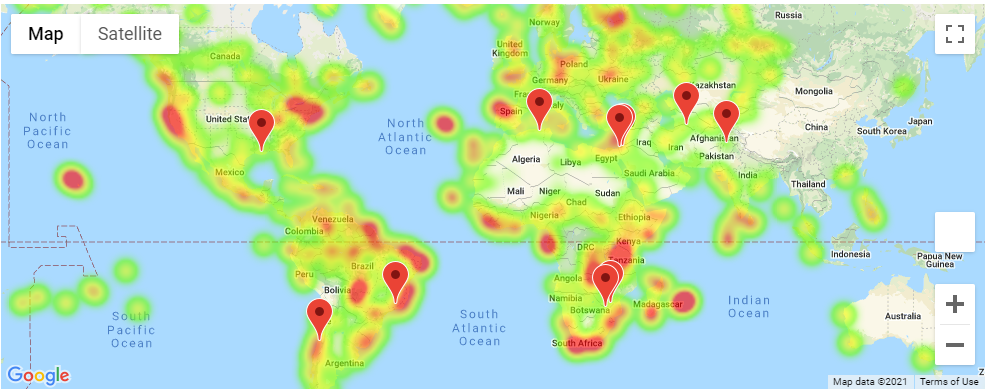 Map
Satellite
Norway
Russia
Canada
United
Kingdom
Poland
Germany
Ukraine
Kazakhstan
Mongolia
North
Pacific
Ocean
United States
North
Atlantic
Ocean
Spain
Italy
Japan
China
South Korea
Afghanistan
Iraq
Iran
Pakistan
Algeria
Libya
Egypt
Mexico
Saudi Arabia
India
Thailand
Mali
Niger
Sudan
Chad
Venezuela
Colombia
Nigeria
Ethiopia
DRC
Kenya
Tanzania
Indonesia
Papua New
Guinea
Peru
Brazil
Bolivia
Angola
Namibia
Botswana
Madagascar
Indian
Ocean
South
Pacific
Ocean
South
Atlantic
Ocean
Australia
South Africa
Argentina
Google
Map data ©2021
Terms of Use